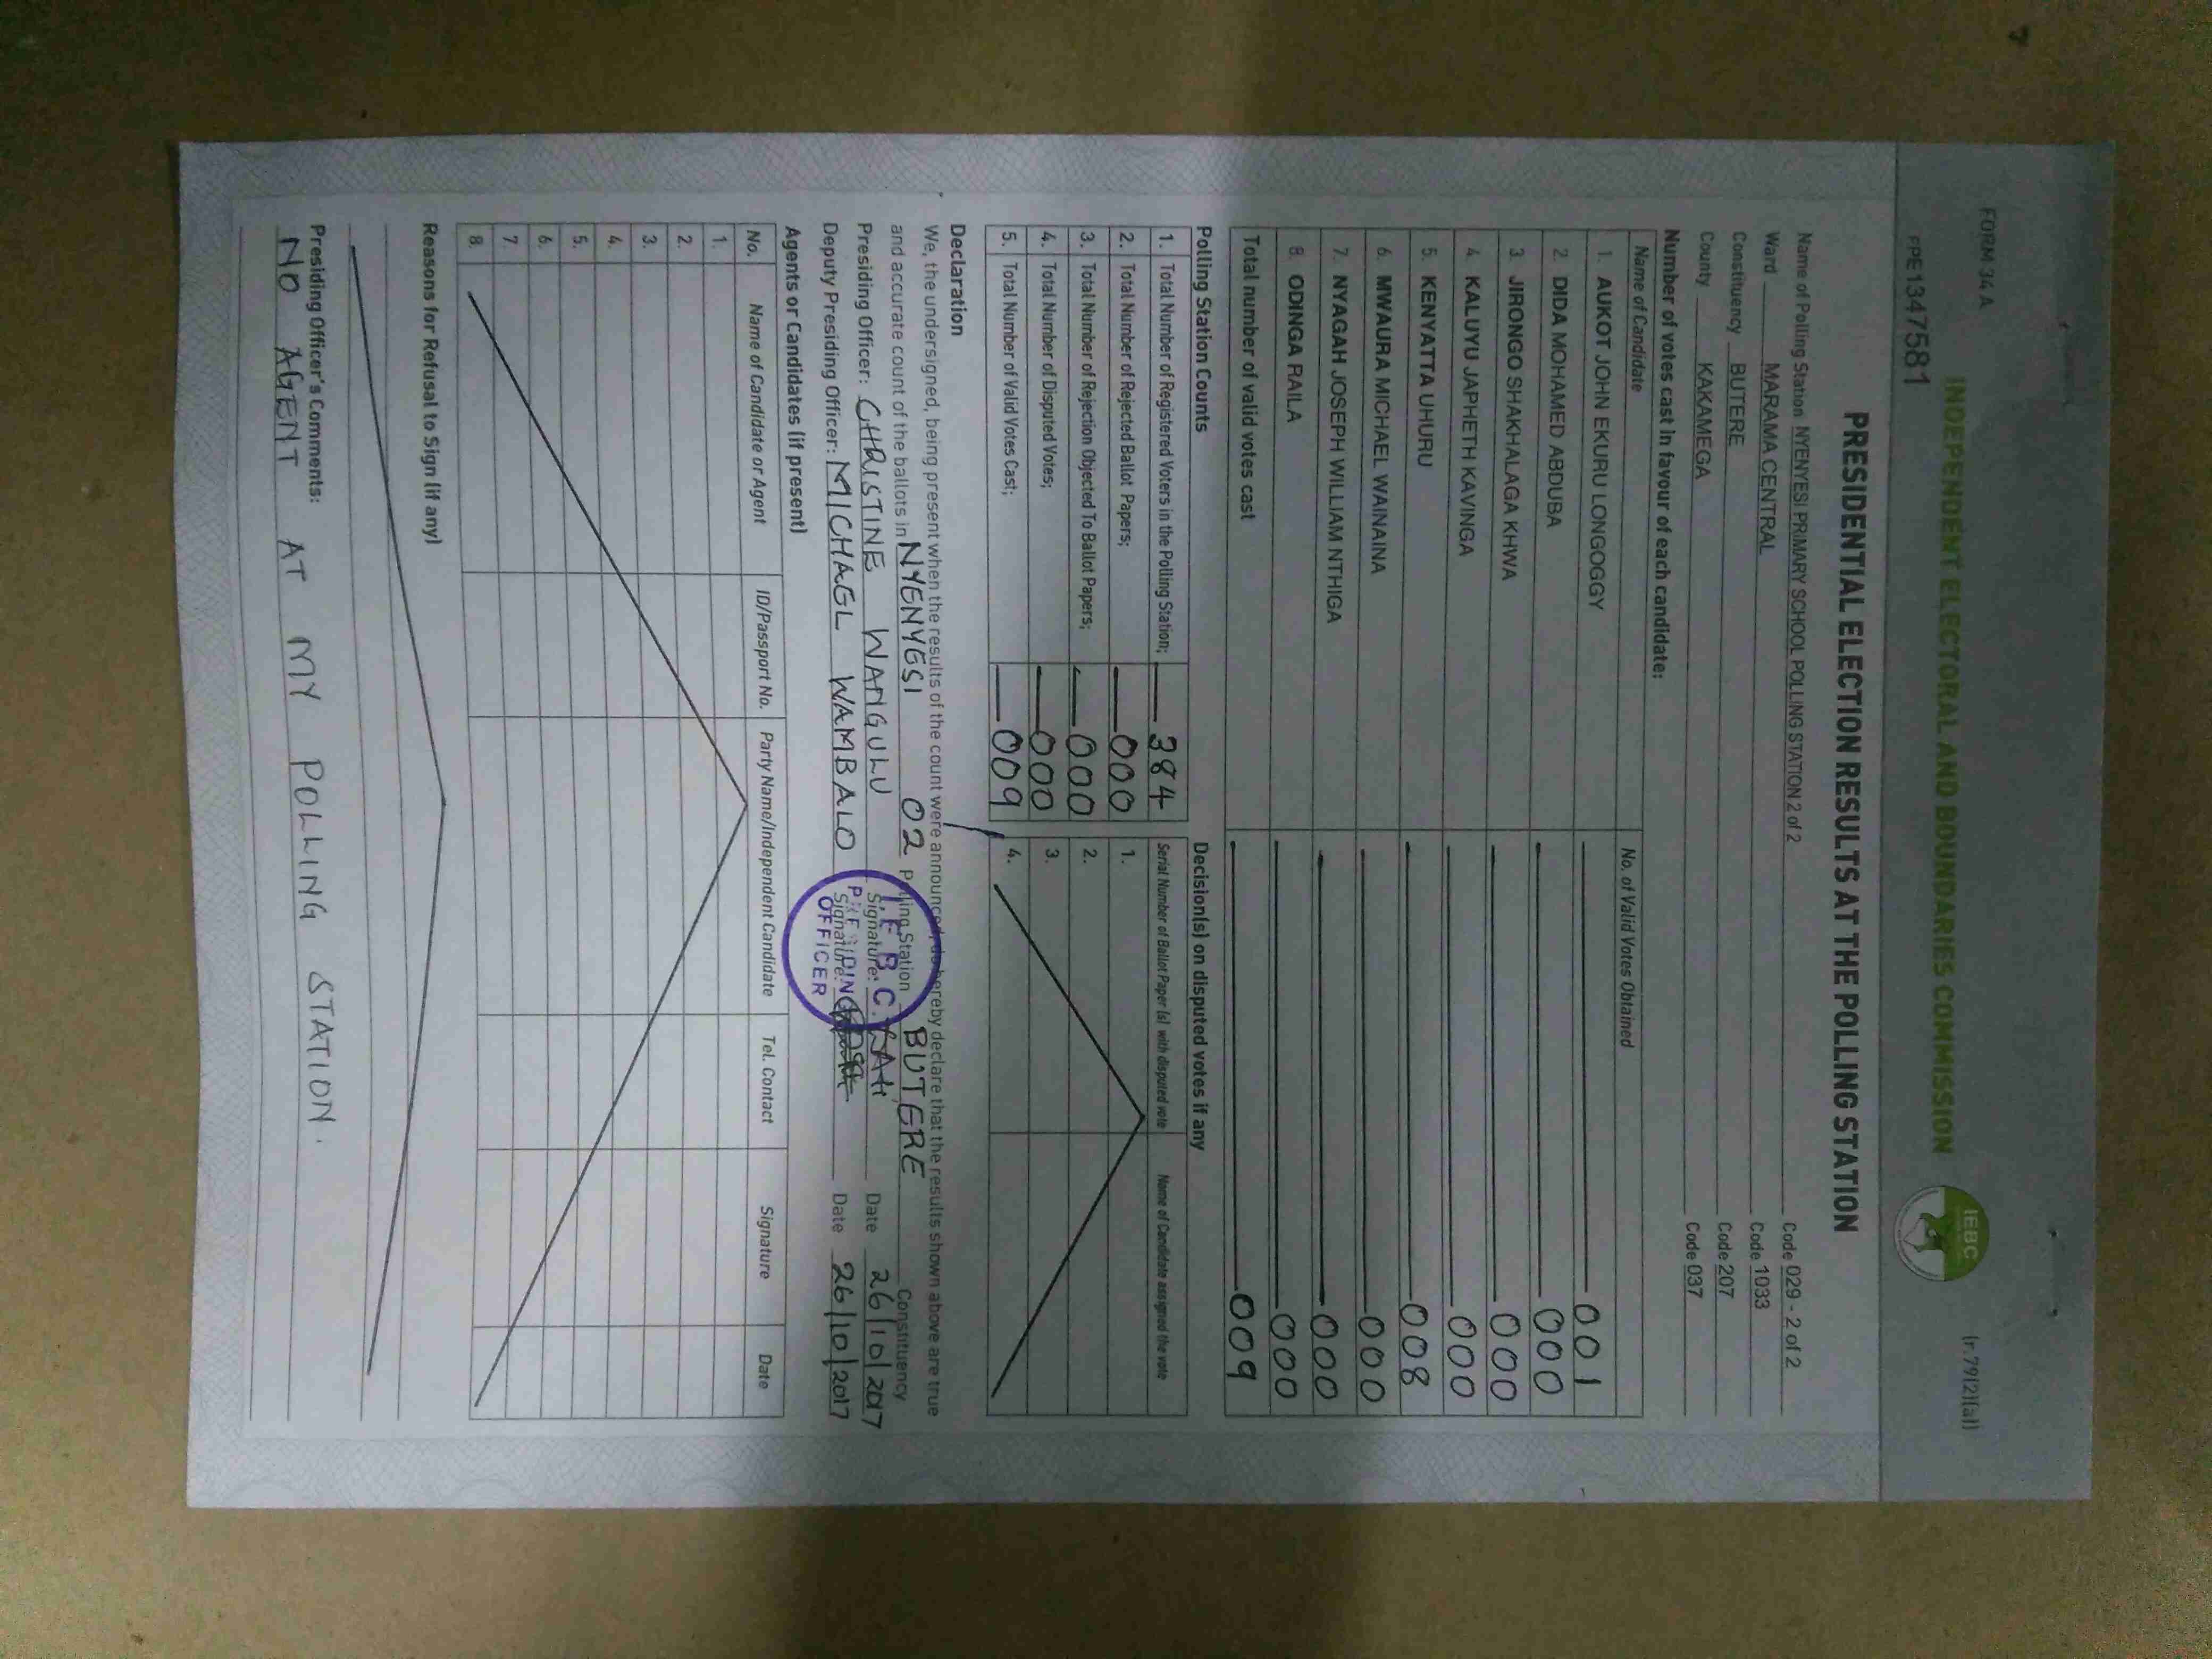 FORM 34 A
(r.79(2)(a))
INDEPENDENT ELECTORAL AND BOUNDARIES COMMISSION
IEBC
PPE1347581
PRESIDENTIAL ELECTION RESULTS AT THE POLLING STATION
Name of Polling Station NYENYESI PRIMARY SCHOOL POLLING STATION 2 of 2 Code 029 - 2 of 2
Ward MARAMA CENTRAL Code 1033
Constituency BUTERE Code 207
County KAKAMEGA Code 037
Number of votes cast in favour of each candidate:
Name of Candidate No. of Valid Votes Obtained
1. AUKOT JOHN EKURU LONGOGGY 001
2. DIDA MOHAMED ABDUBA 000
3 JIRONGO SHAKHALAGA KHWA 000
4 KALUYU JAPHETH KAVINGA 000
5. KENYATTA UHURU 008
6. MWAURA MICHAEL WAINAINA 000
7. NYAGAH JOSEPH WILLIAM NTHIGA 000
8. ODINGA RAILA 000
Total number of valid votes cast 009
Polling Station Counts
1. Total Number of Registered Voters in the Polling Station; 384
2. Total Number of Rejected Ballot Papers; 000
3. Total Number of Rejection Objected To Ballot Papers; 000
4. Total Number of Disputed Votes; 000
5. Total Number of Valid Votes Cast; 009
Decision(s) on disputed votes if any
Serial Number of Ballot Paper (s) with disputed vote Name of Candidate assigned the vote
1.
2.
3.
4.
Declaration
We, the undersigned, being present when the results of the count were announced, do hereby declare that the results shown above are true
and accurate count of the ballots in NYENYESI 02 Polling Station BUTERE Constituency
Presiding Officer: CHRISTINE WANGULU Signature: Date 26/10/2017
Deputy Presiding Officer: MICHAEL WAMBALO Signature: Date 26/10/2017
I.E.B.C.
PRESIDING
OFFICER
Agents or Candidates (if present)
No. Name of Candidate or Agent ID/Passport No. Party Name/Independent Candidate Tel. Contact Signature Date
1.
2.
3.
4.
5.
6.
7.
8.
Reasons for Refusal to Sign (if any)
Presiding Officer's Comments:
NO AGENT AT MY POLLING STATION.